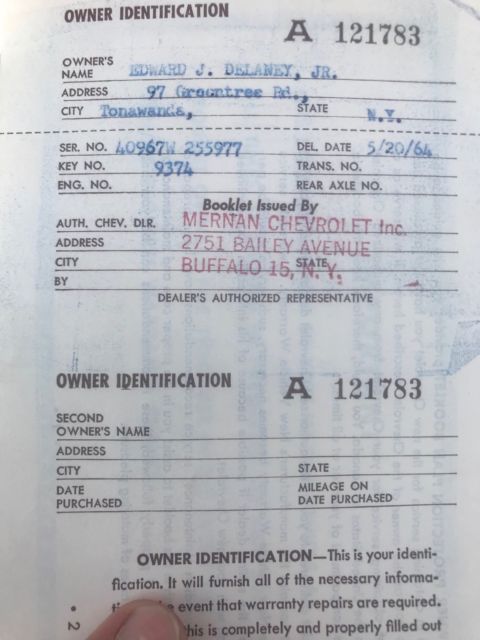 OWNER IDENTIFICATION
A 121783
OWNER'S NAME EDWARD J. DELANEY, JR.
ADDRESS 97 Greentree Rd.,
CITY Tonawanda, STATE N.Y.
SER. NO. 40967W 255977 DEL. DATE 5/20/64
KEY NO. 9374 TRANS. NO.
ENG. NO. REAR AXLE NO.
Booklet Issued By
AUTH. CHEV. DLR. MERNAN CHEVROLET Inc.
ADDRESS 2751 BAILEY AVENUE
CITY BUFFALO 15, N.Y. STATE
BY
DEALER'S AUTHORIZED REPRESENTATIVE
OWNER IDENTIFICATION A 121783
SECOND
OWNER'S NAME
ADDRESS
CITY STATE
DATE PURCHASED MILEAGE ON DATE PURCHASED
OWNER IDENTIFICATION—This is your identi-
fication. It will furnish all of the necessary informa-
event that warranty repairs are required.
this is completely and properly filled out
• 2